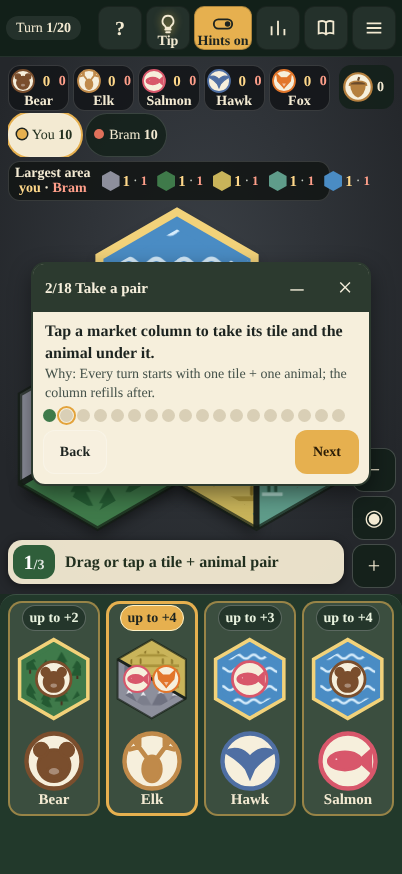 Turn 1/20
?
Tip
Hints on
0 0
Bear
0 0
Elk
0 0
Salmon
0 0
Hawk
0 0
Fox
0
You 10
Bram 10
Largest area
you · Bram
1 · 1
1 · 1
1 · 1
1 · 1
1 · 1
2/18 Take a pair
Tap a market column to take its tile and the
animal under it.
Why: Every turn starts with one tile + one animal; the
column refills after.
Back
Next
1/3
Drag or tap a tile + animal pair
up to +2
up to +4
up to +3
up to +4
Bear
Elk
Hawk
Salmon